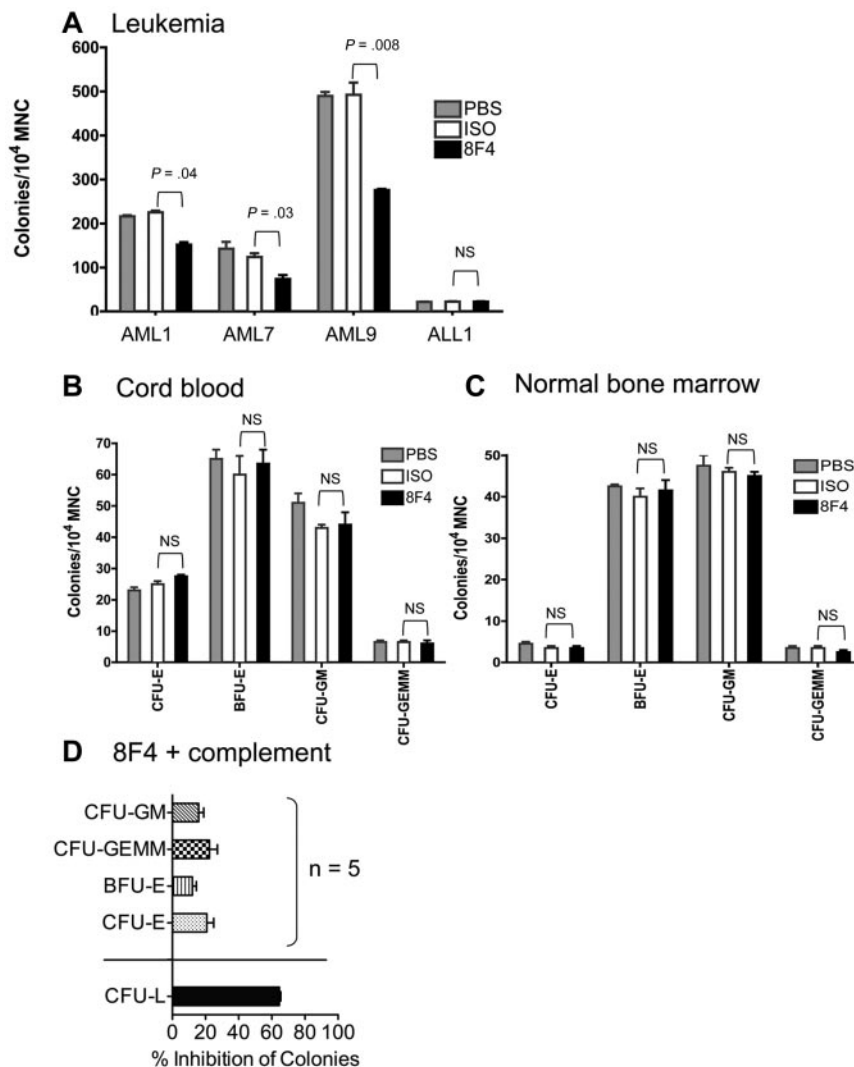 A Leukemia
Colonies/10⁴ MNC
600
500
400
300
200
100
0
P = .04
P = .03
P = .008
NS
PBS
ISO
8F4
AML1 AML7 AML9 ALL1
B Cord blood
Colonies/10⁴ MNC
70
60
50
40
30
20
10
0
NS
NS
NS
NS
PBS
ISO
8F4
CFU-E
BFU-E
CFU-GM
CFU-GEMM
C Normal bone marrow
Colonies/10⁴ MNC
50
40
30
20
10
0
NS
NS
NS
NS
PBS
ISO
8F4
CFU-E
BFU-E
CFU-GM
CFU-GEMM
D 8F4 + complement
CFU-GM
CFU-GEMM
BFU-E
CFU-E
n = 5
CFU-L
0 20 40 60 80 100
% Inhibition of Colonies